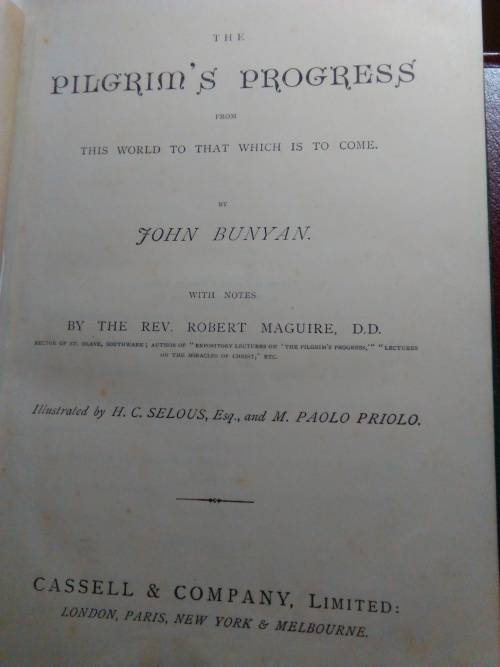 THE
PILGRIM'S PROGRESS
FROM
THIS WORLD TO THAT WHICH IS TO COME.
BY
JOHN BUNYAN.
WITH NOTES
BY THE REV. ROBERT MAGUIRE, D.D.
RECTOR OF ST. OLAVE, SOUTHWARK; AUTHOR OF "EXPOSITORY LECTURES ON 'THE PILGRIM'S PROGRESS,'" "LECTURES
ON THE MIRACLES OF CHRIST," ETC.
Illustrated by H. C. SELOUS, Esq., and M. PAOLO PRIOLO.
CASSELL & COMPANY, LIMITED:
LONDON, PARIS, NEW YORK & MELBOURNE.